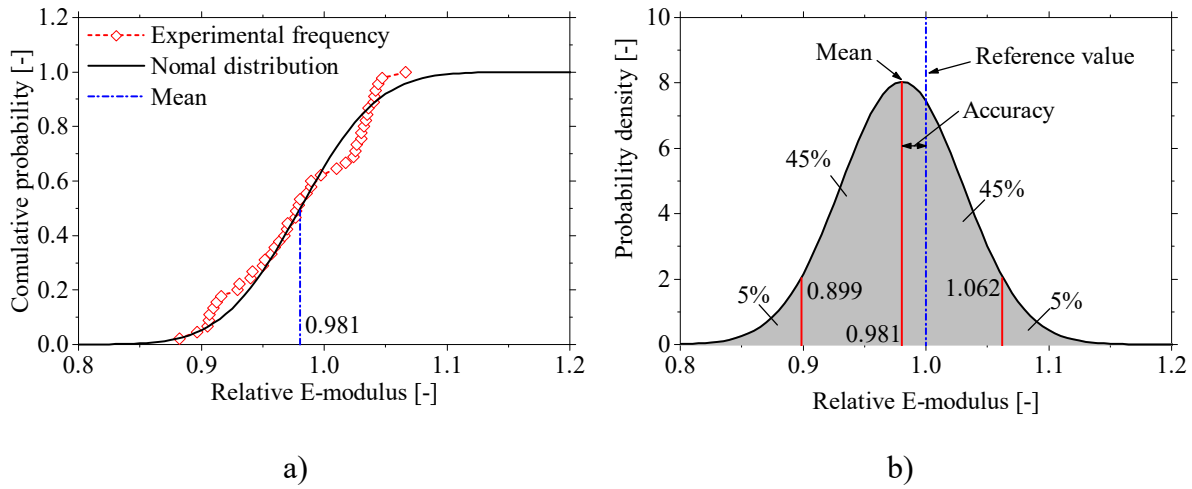 1.2
1.0
0.8
0.6
0.4
0.2
0.0
Comulative probability [-]
Experimental frequency
Nomal distribution
Mean
0.981
0.8 0.9 1.0 1.1 1.2
Relative E-modulus [-]
a)
10
8
6
4
2
0
Probability density [-]
Mean
Reference value
Accuracy
45%
45%
0.899
1.062
5%
5%
0.981
0.8 0.9 1.0 1.1 1.2
Relative E-modulus [-]
b)